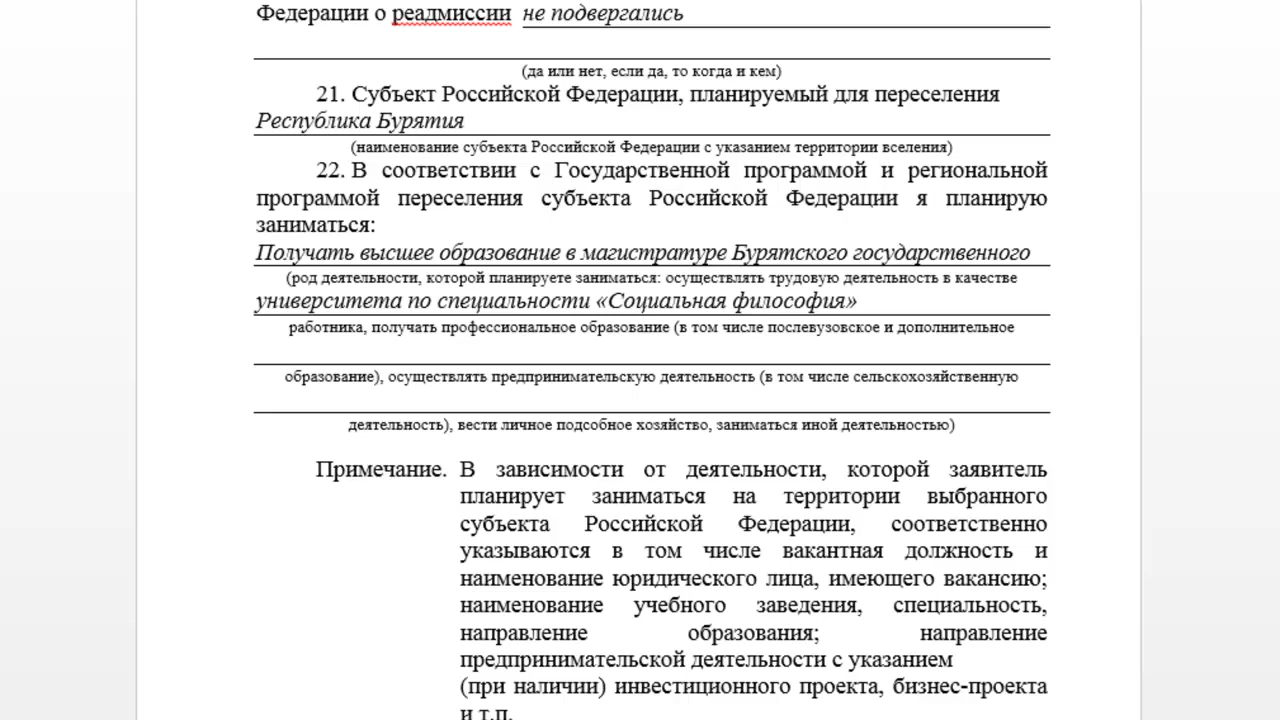 Федерации о реадмиссии не подвергались
(да или нет, если да, то когда и кем)
21. Субъект Российской Федерации, планируемый для переселения
Республика Бурятия
(наименование субъекта Российской Федерации с указанием территории вселения)
22. В соответствии с Государственной программой и региональной
программой переселения субъекта Российской Федерации я планирую
заниматься:
Получать высшее образование в магистратуре Бурятского государственного
(род деятельности, которой планируете заниматься: осуществлять трудовую деятельность в качестве
университета по специальности «Социальная философия»
работника, получать профессиональное образование (в том числе послевузовское и дополнительное
образование), осуществлять предпринимательскую деятельность (в том числе сельскохозяйственную
деятельность), вести личное подсобное хозяйство, заниматься иной деятельностью)
Примечание. В зависимости от деятельности, которой заявитель
планирует заниматься на территории выбранного
субъекта Российской Федерации, соответственно
указываются в том числе вакантная должность и
наименование юридического лица, имеющего вакансию;
наименование учебного заведения, специальность,
направление образования; направление
предпринимательской деятельности с указанием
(при наличии) инвестиционного проекта, бизнес-проекта
и т.п.